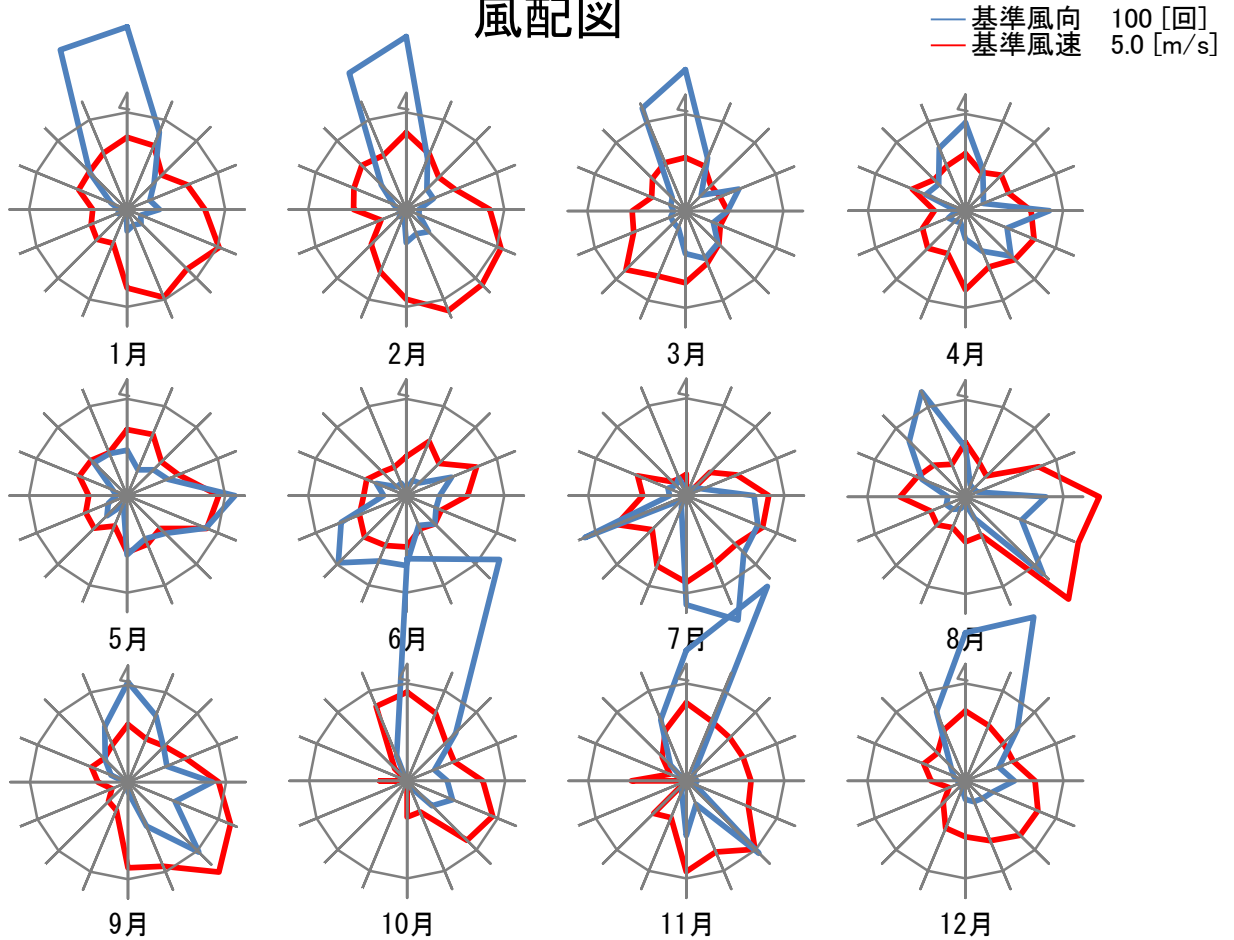 風配図
基準風向 100 [回]
基準風速 5.0 [m/s]
1月
2月
3月
4月
5月
6月
7月
8月
9月
10月
11月
12月